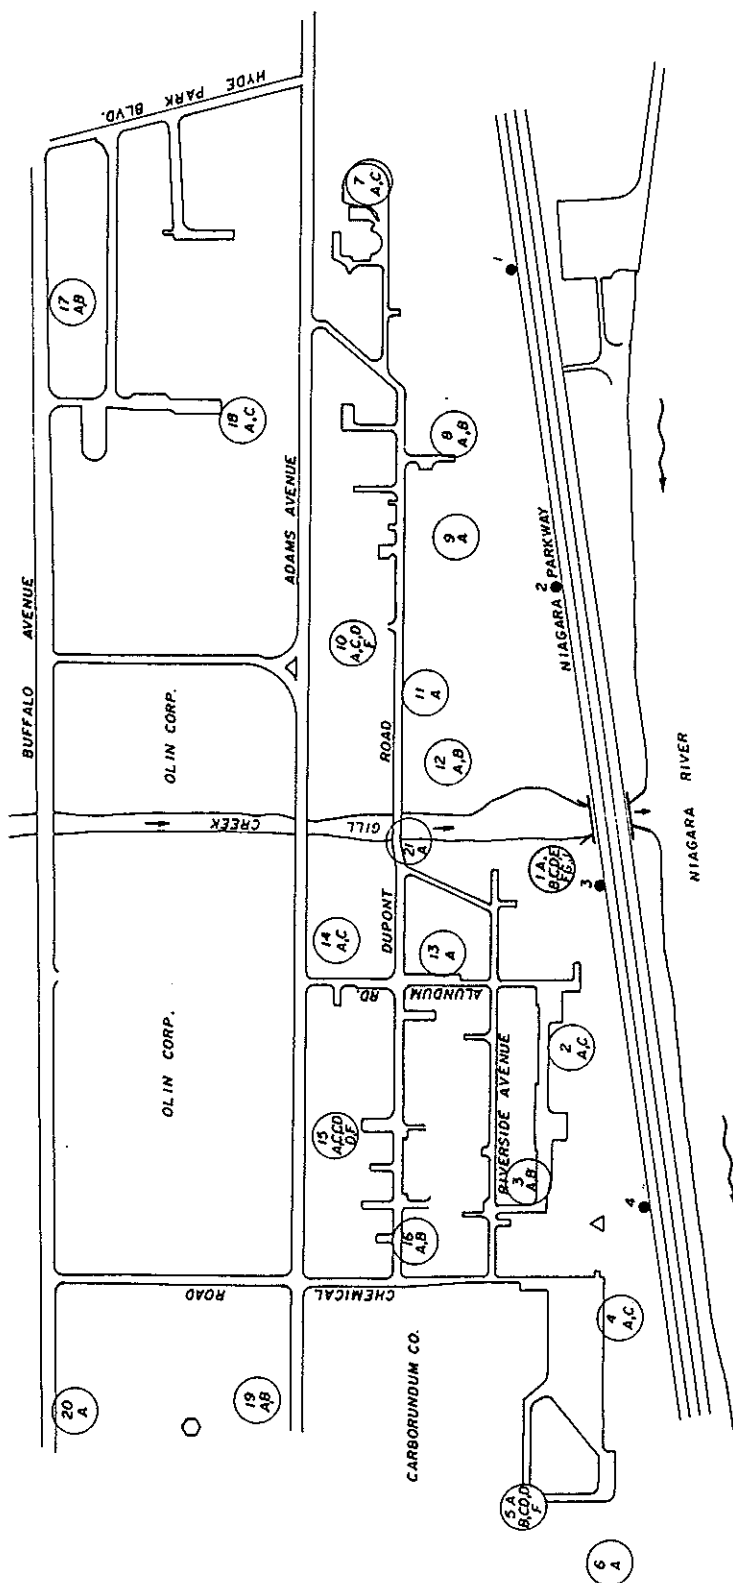 HYDE PARK BLVD.
BUFFALO AVENUE
ADAMS AVENUE
OLIN CORP.
OLIN CORP.
GILL CREEK
DUPONT ROAD
ALUNDUM RD.
RIVERSIDE AVENUE
CHEMICAL ROAD
CARBORUNDUM CO.
NIAGARA PARKWAY
NIAGARA RIVER
1
2
3
4
17
A,B
18
A,C
7
A,C
8
A,B
9
A
10
A,C,D
F
11
A
12
A,B
21
A
14
A,C
13
A
1 A,
2
A,C
3
A,B
4
A,C
15
16
A,B
19
A,B
20
A
5 A
B,CD,D
F
6
A